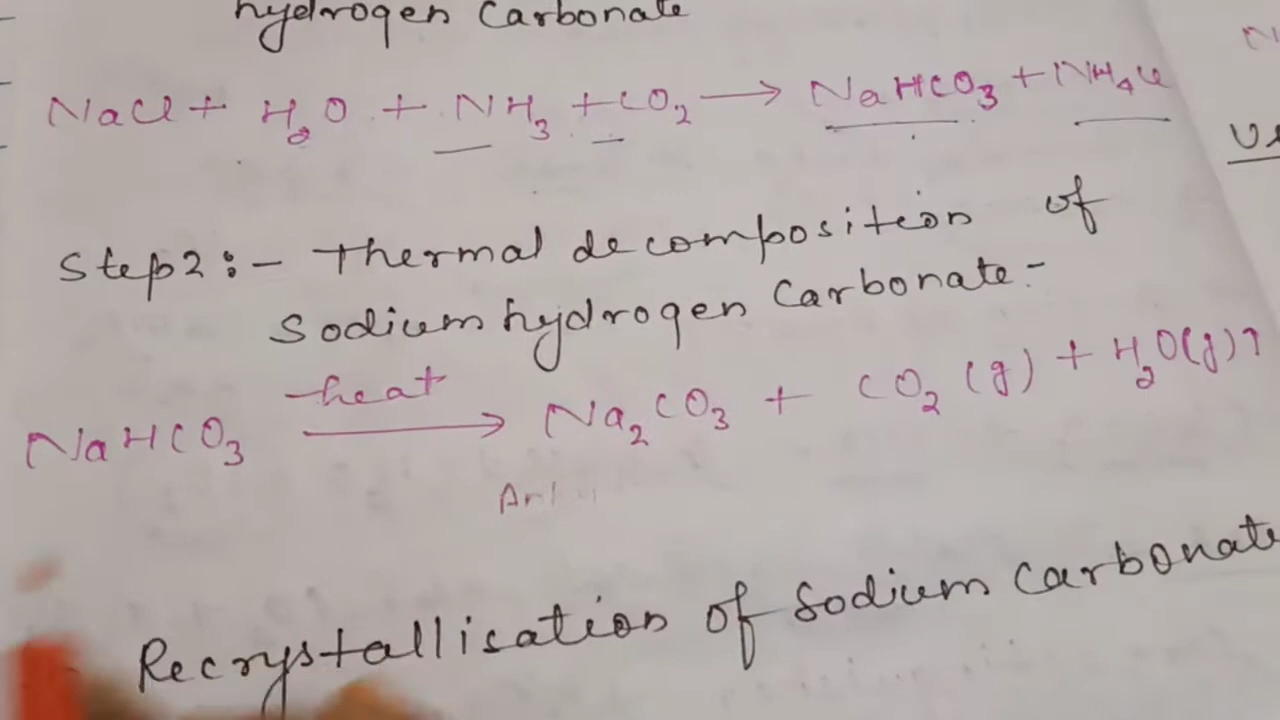 hydrogen Carbonate
NaCl + H₂O + NH₃ + CO₂ → NaHCO₃ + NH₄Cl
Step2:- Thermal decomposition of
Sodium hydrogen Carbonate-
heat
NaHCO₃ → Na₂CO₃ + CO₂ (g) + H₂O(g)↑
Recrystallisation of Sodium Carbonate